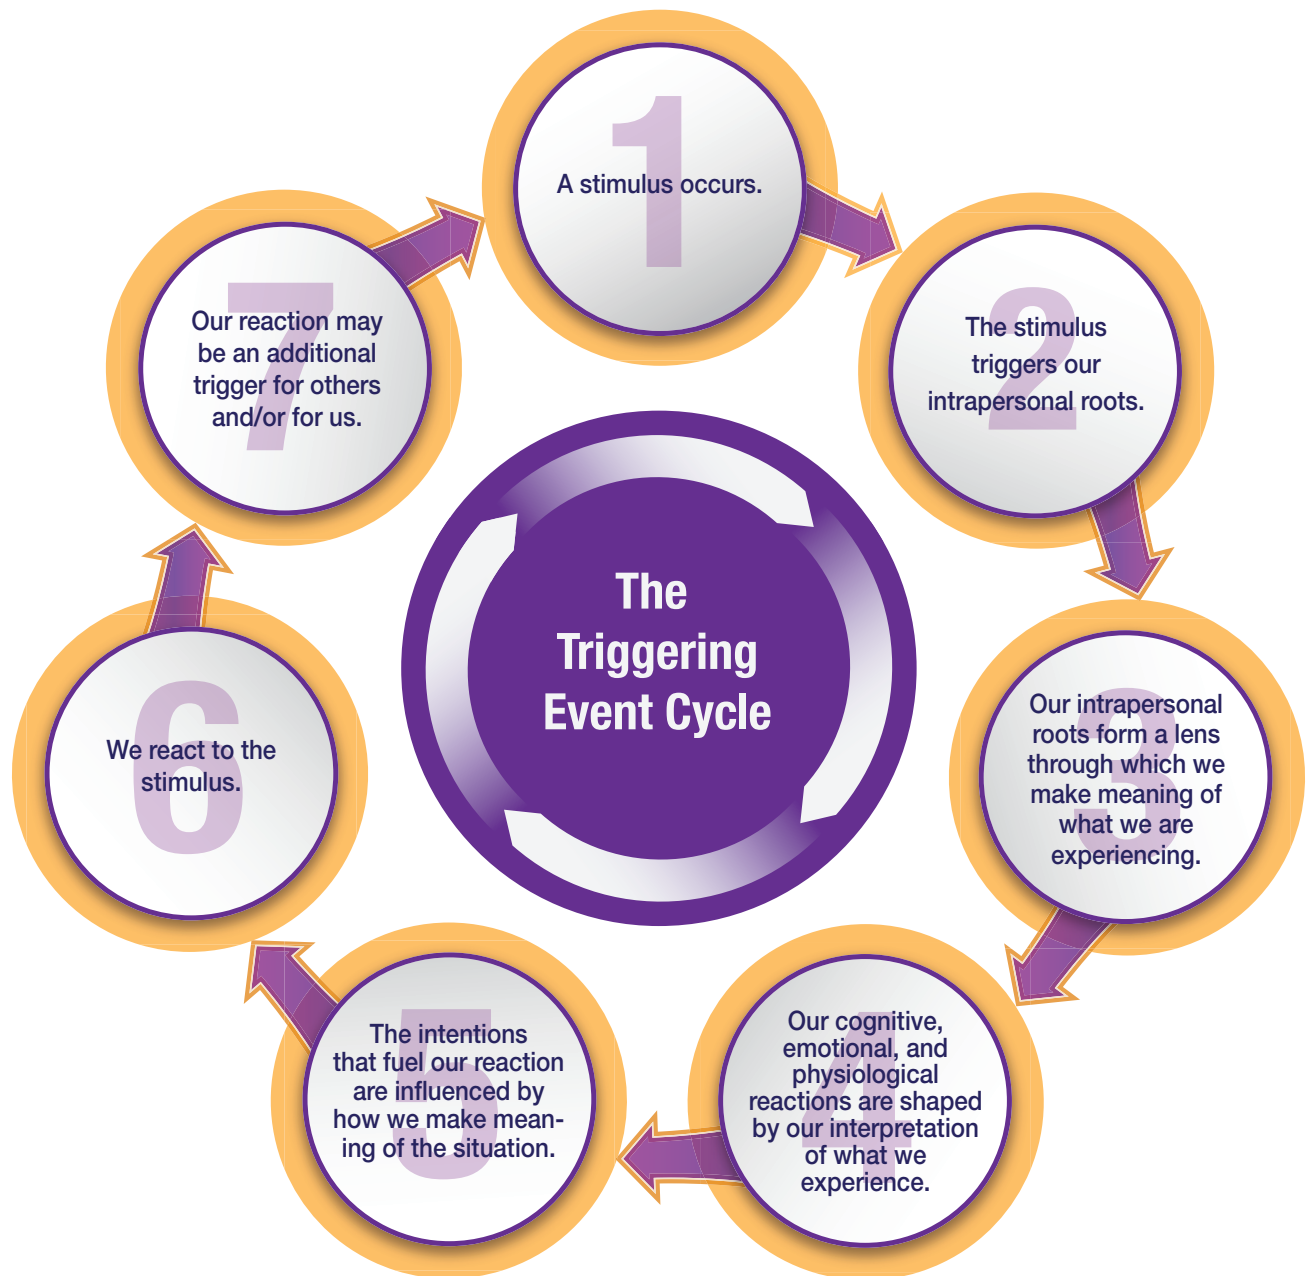 1
A stimulus occurs.
2
The stimulus
triggers our
intrapersonal roots.
3
Our intrapersonal
roots form a lens
through which we
make meaning of
what we are
experiencing.
4
Our cognitive,
emotional, and
physiological
reactions are shaped
by our interpretation
of what we
experience.
5
The intentions
that fuel our reaction
are influenced by
how we make mean-
ing of the situation.
6
We react to the
stimulus.
7
Our reaction may
be an additional
trigger for others
and/or for us.
The
Triggering
Event Cycle